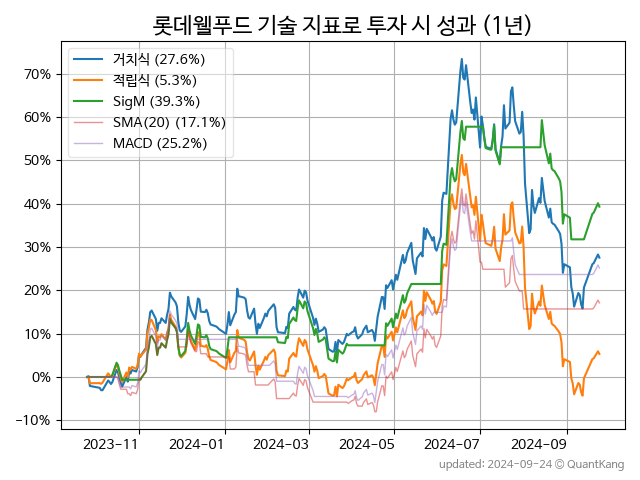 롯데웰푸드 기술 지표로 투자 시 성과 (1년)
거치식 (27.6%)
적립식 (5.3%)
SigM (39.3%)
SMA(20) (17.1%)
MACD (25.2%)
70%
60%
50%
40%
30%
20%
10%
0%
−10%
2023-11
2024-01
2024-03
2024-05
2024-07
2024-09
updated: 2024-09-24 © QuantKang